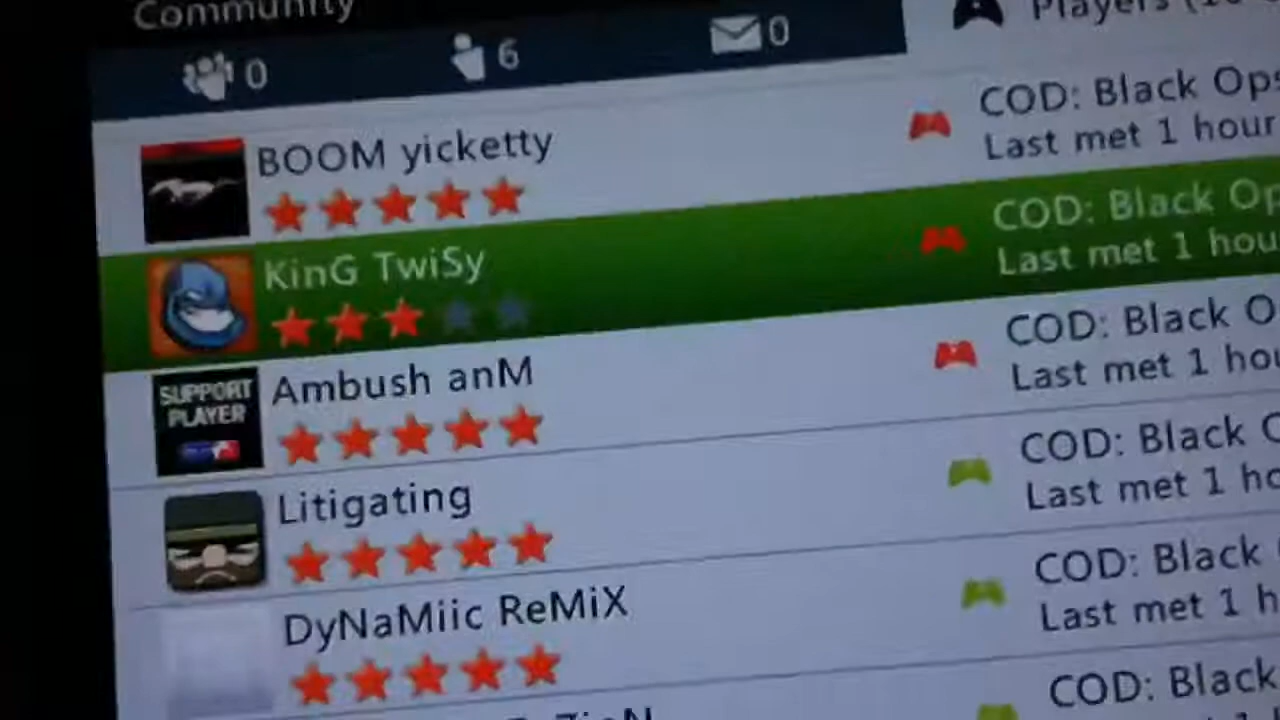 Community
Players
0
6
0
BOOM yicketty
COD: Black Ops
Last met 1 hour
KinG TwiSy
COD: Black Op
Last met 1 hou
SUPPORT
PLAYER
Ambush anM
COD: Black O
Last met 1 hou
Litigating
COD: Black
Last met 1 ho
DyNaMiic ReMiX
COD: Black
Last met 1 h
COD: Black